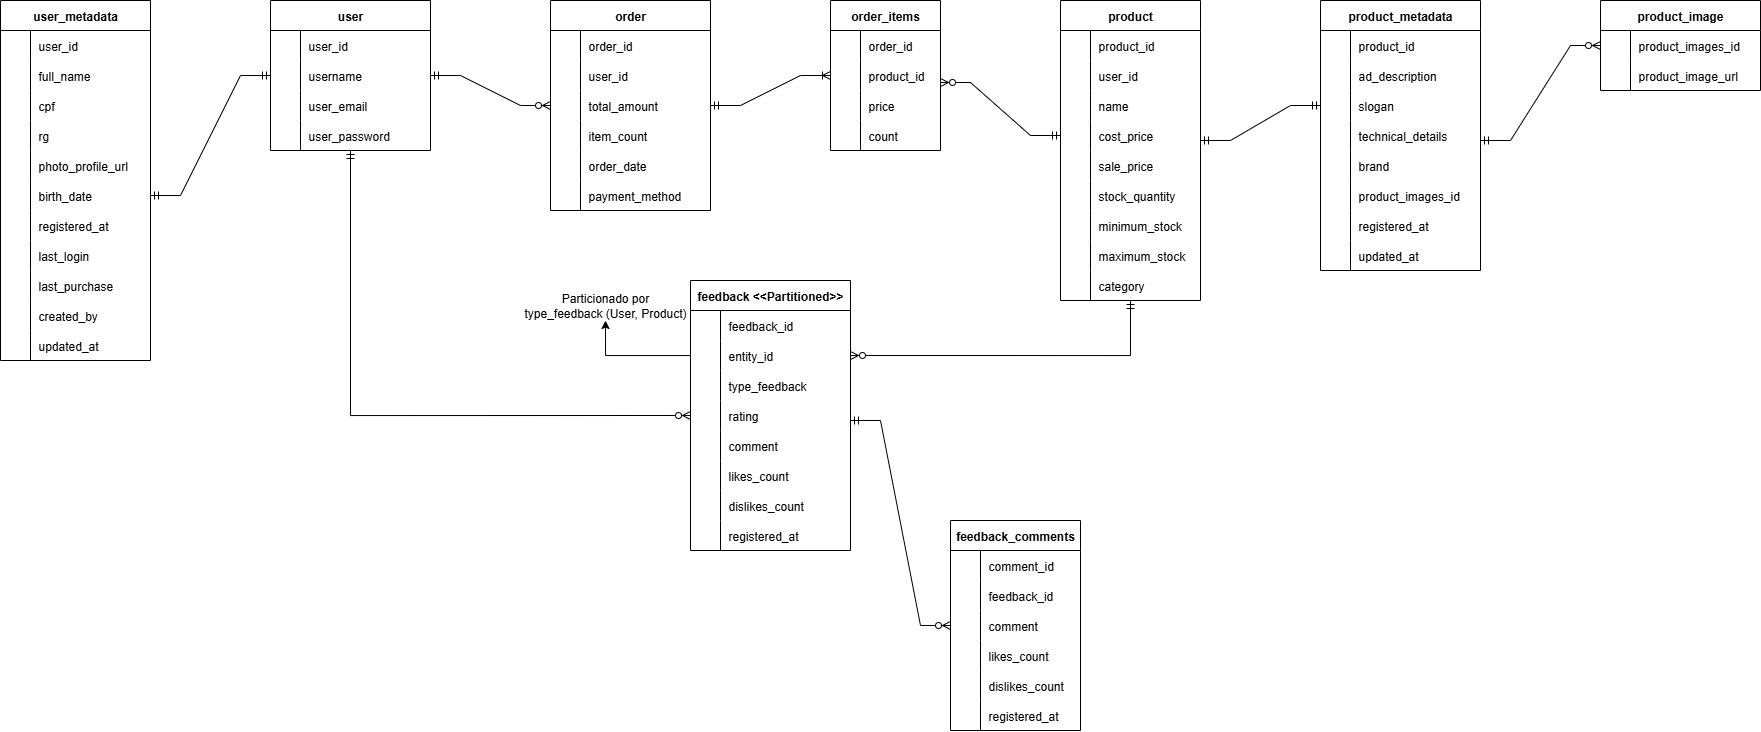 user_metadata
user_id
full_name
cpf
rg
photo_profile_url
birth_date
registered_at
last_login
last_purchase
created_by
updated_at
user
user_id
username
user_email
user_password
order
order_id
user_id
total_amount
item_count
order_date
payment_method
order_items
order_id
product_id
price
count
product
product_id
user_id
name
cost_price
sale_price
stock_quantity
minimum_stock
maximum_stock
category
product_metadata
product_id
ad_description
slogan
technical_details
brand
product_images_id
registered_at
updated_at
product_image
product_images_id
product_image_url
Particionado por
type_feedback (User, Product)
feedback <<Partitioned>>
feedback_id
entity_id
type_feedback
rating
comment
likes_count
dislikes_count
registered_at
feedback_comments
comment_id
feedback_id
comment
likes_count
dislikes_count
registered_at